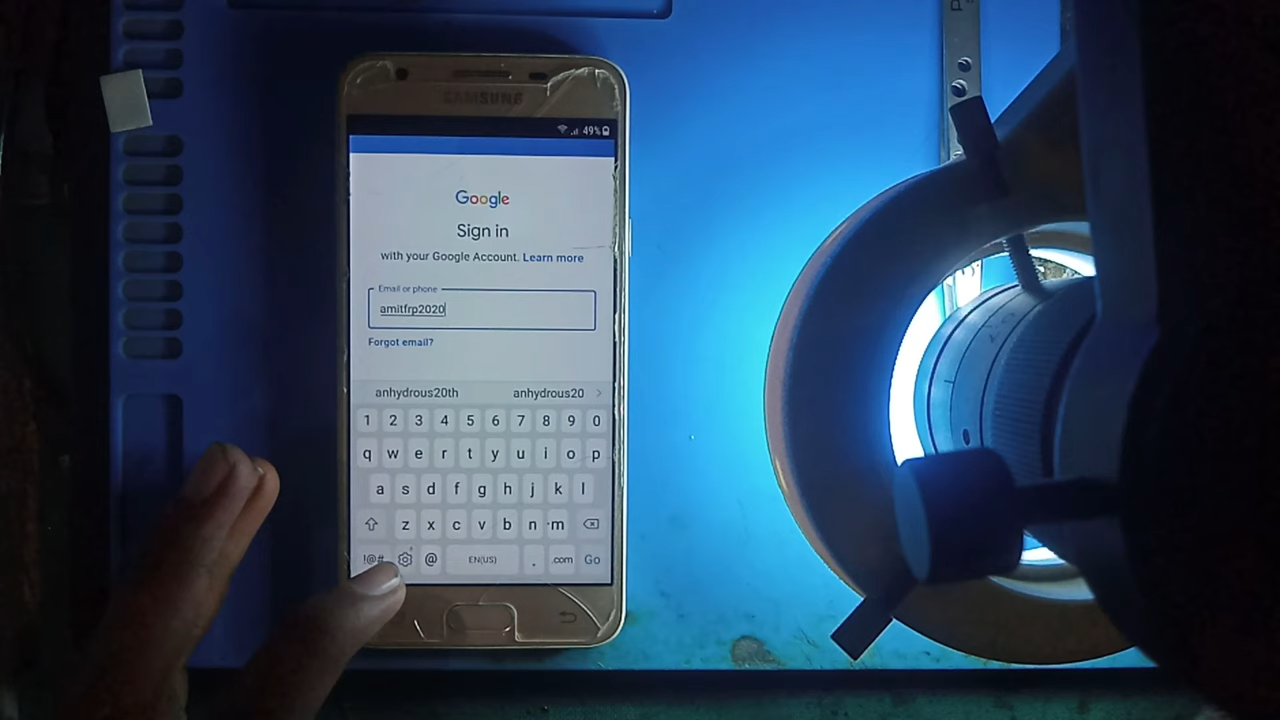 SAMSUNG
49%
Google
Sign in
with your Google Account. Learn more
Email or phone
amitfrp2020
Forgot email?
anhydrous20th anhydrous20 >
1 2 3 4 5 6 7 8 9 0
q w e r t y u i o p
a s d f g h j k l
z x c v b n m
!@# @ EN(US) . .com Go
P